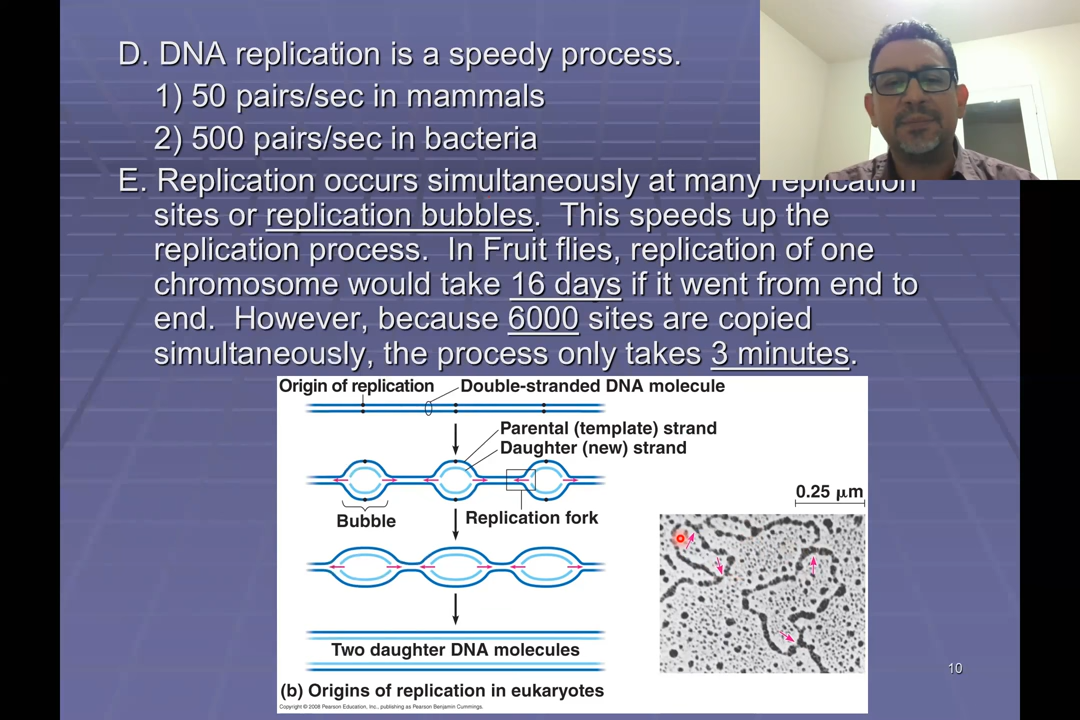 D. DNA replication is a speedy process.
1) 50 pairs/sec in mammals
2) 500 pairs/sec in bacteria
E. Replication occurs simultaneously at many replication
sites or replication bubbles. This speeds up the
replication process. In Fruit flies, replication of one
chromosome would take 16 days if it went from end to
end. However, because 6000 sites are copied
simultaneously, the process only takes 3 minutes.
Origin of replication
Double-stranded DNA molecule
Parental (template) strand
Daughter (new) strand
Bubble
Replication fork
0.25 μm
Two daughter DNA molecules
(b) Origins of replication in eukaryotes
Copyright © 2008 Pearson Education, Inc., publishing as Pearson Benjamin Cummings.
10